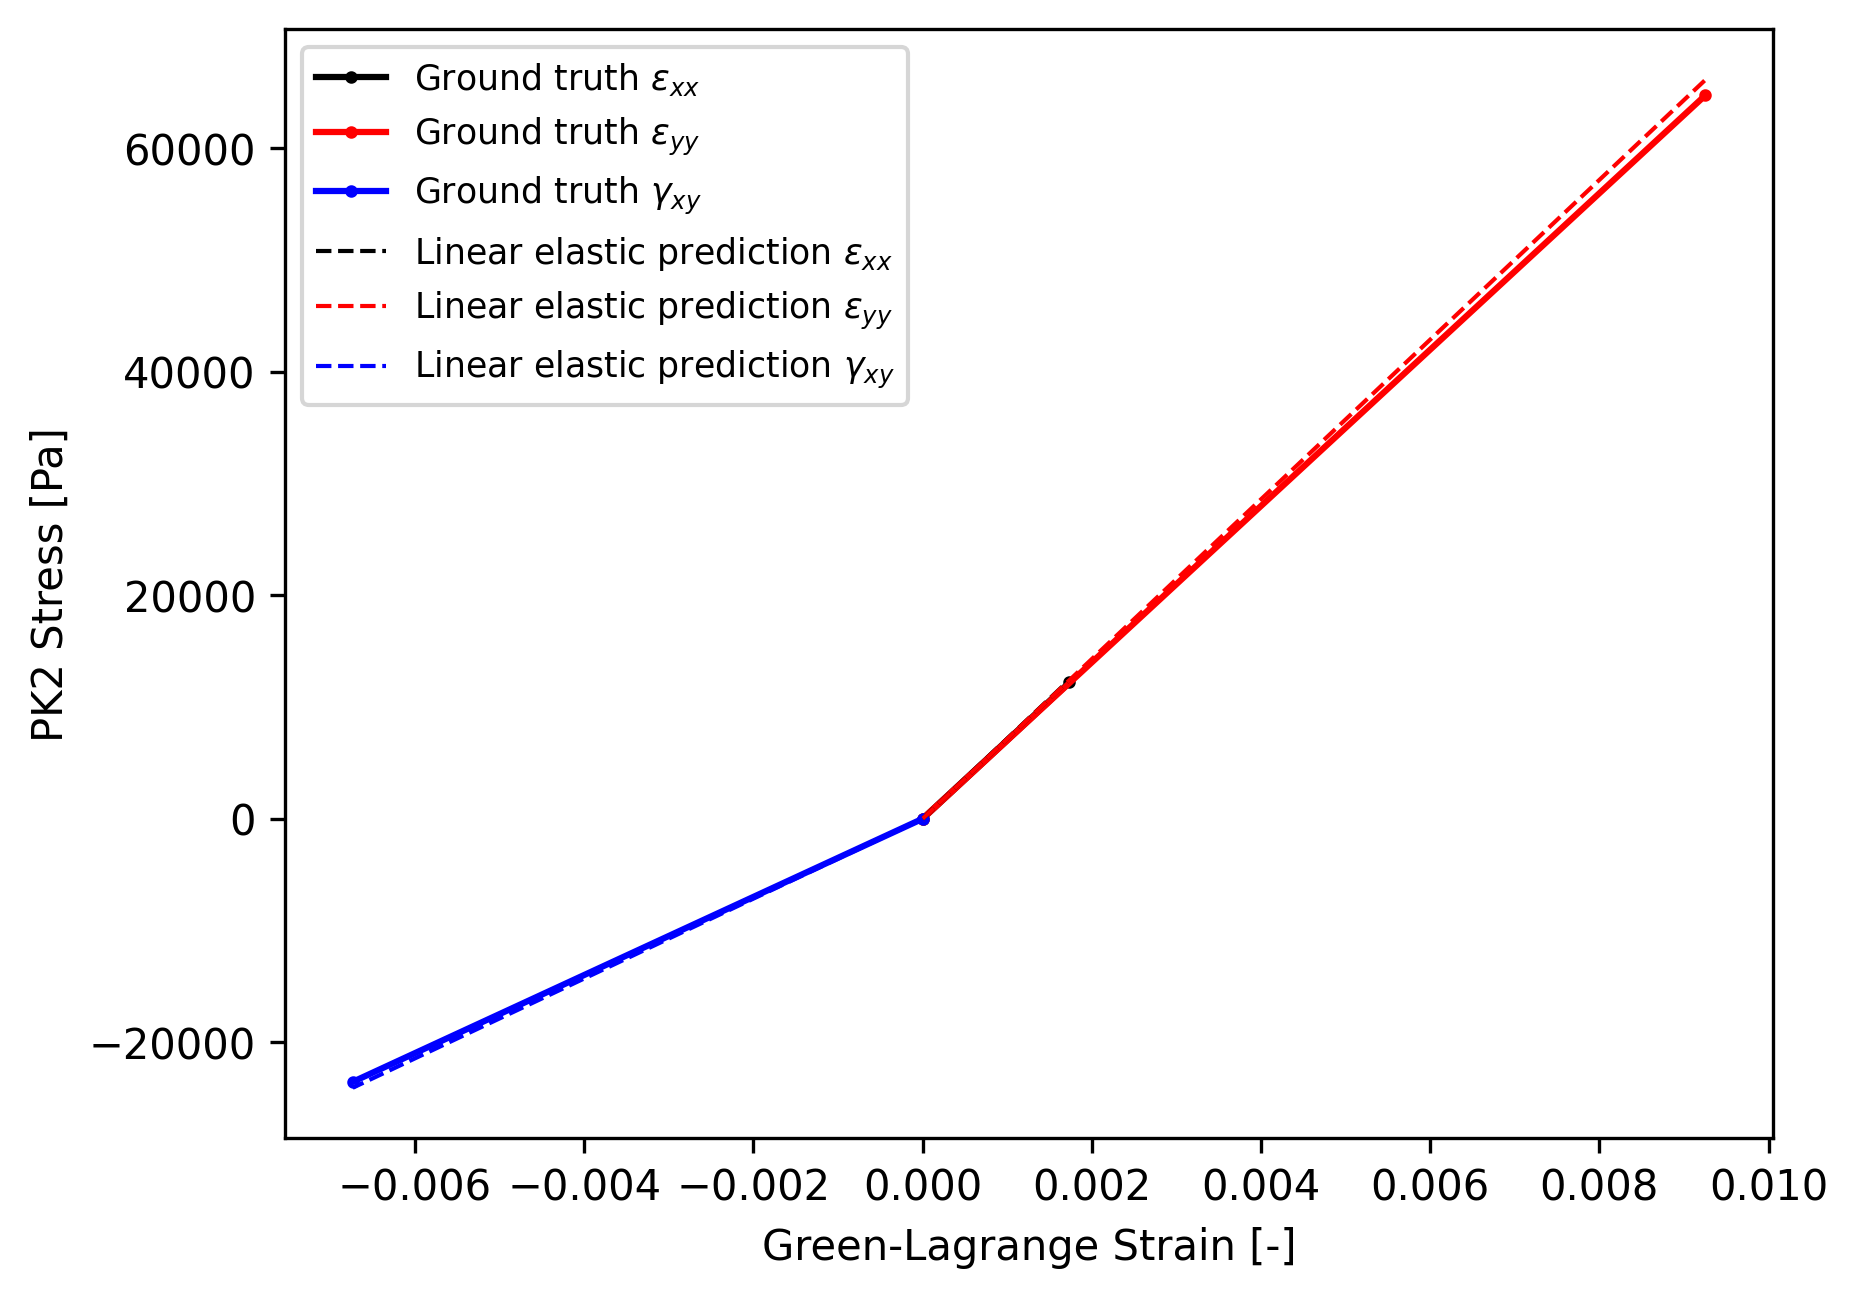 Ground truth εxx
Ground truth εyy
Ground truth γxy
Linear elastic prediction εxx
Linear elastic prediction εyy
Linear elastic prediction γxy
60000
40000
20000
0
−20000
PK2 Stress [Pa]
−0.006 −0.004 −0.002 0.000 0.002 0.004 0.006 0.008 0.010
Green-Lagrange Strain [-]